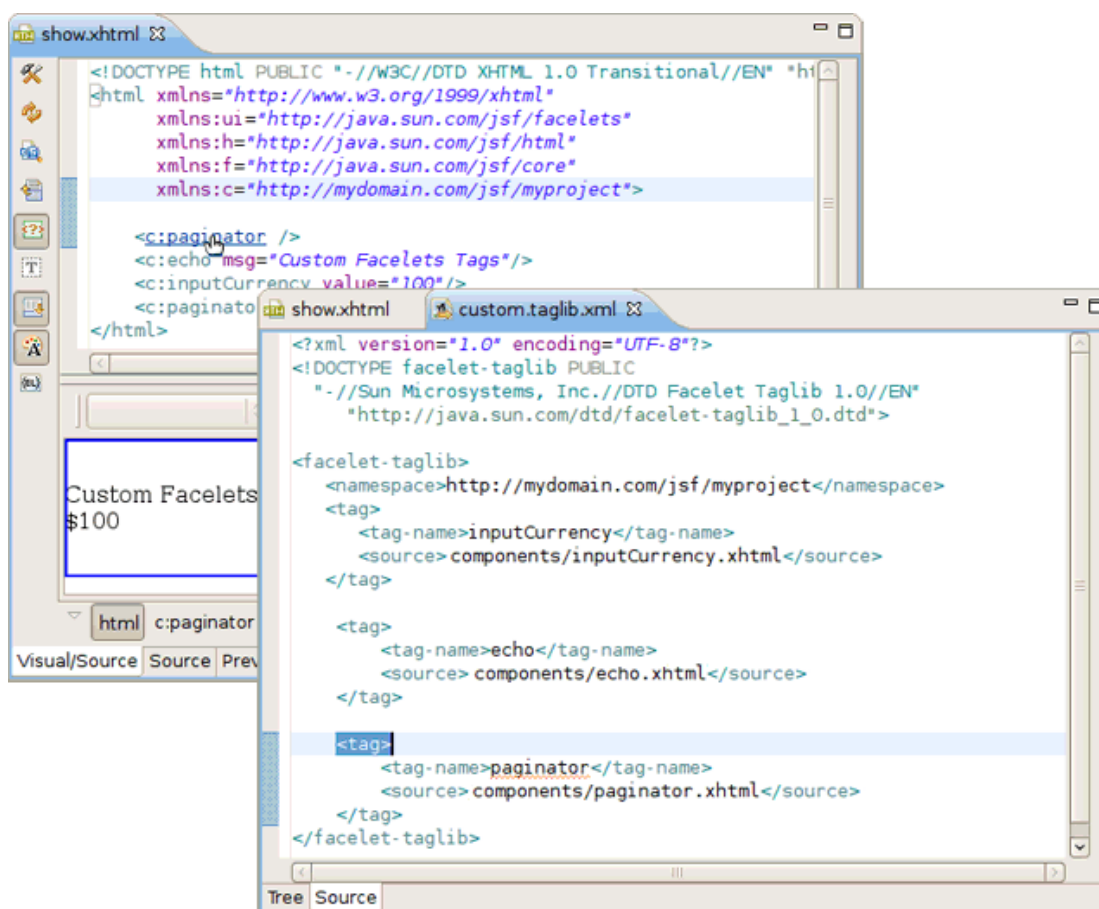 show.xhtml
<!DOCTYPE html PUBLIC "-//W3C//DTD XHTML 1.0 Transitional//EN" "ht
<html xmlns="http://www.w3.org/1999/xhtml"
xmlns:ui="http://java.sun.com/jsf/facelets"
xmlns:h="http://java.sun.com/jsf/html"
xmlns:f="http://java.sun.com/jsf/core"
xmlns:c="http://mydomain.com/jsf/myproject">
<c:paginator />
<c:echo msg="Custom Facelets Tags"/>
<c:inputCurrency value="100"/>
<c:paginato
</html>
Custom Facelets
$100
html c:paginator
Visual/Source Source Prev
show.xhtml custom.taglib.xml
<?xml version="1.0" encoding="UTF-8"?>
<!DOCTYPE facelet-taglib PUBLIC
"-//Sun Microsystems, Inc.//DTD Facelet Taglib 1.0//EN"
"http://java.sun.com/dtd/facelet-taglib_1_0.dtd">
<facelet-taglib>
<namespace>http://mydomain.com/jsf/myproject</namespace>
<tag>
<tag-name>inputCurrency</tag-name>
<source>components/inputCurrency.xhtml</source>
</tag>
<tag>
<tag-name>echo</tag-name>
<source> components/echo.xhtml</source>
</tag>
<tag>
<tag-name>paginator</tag-name>
<source> components/paginator.xhtml</source>
</tag>
</facelet-taglib>
Tree Source